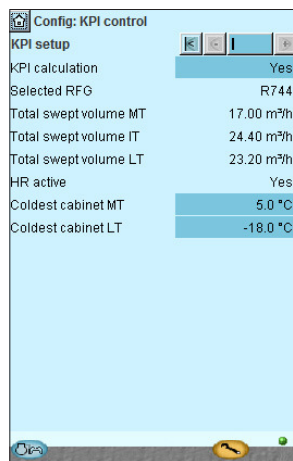 Config: KPI control
KPI setup
KPI calculation Yes
Selected RFG R744
Total swept volume MT 17.00 m³/h
Total swept volume IT 24.40 m³/h
Total swept volume LT 23.20 m³/h
HR active Yes
Coldest cabinet MT 5.0 °C
Coldest cabinet LT -18.0 °C